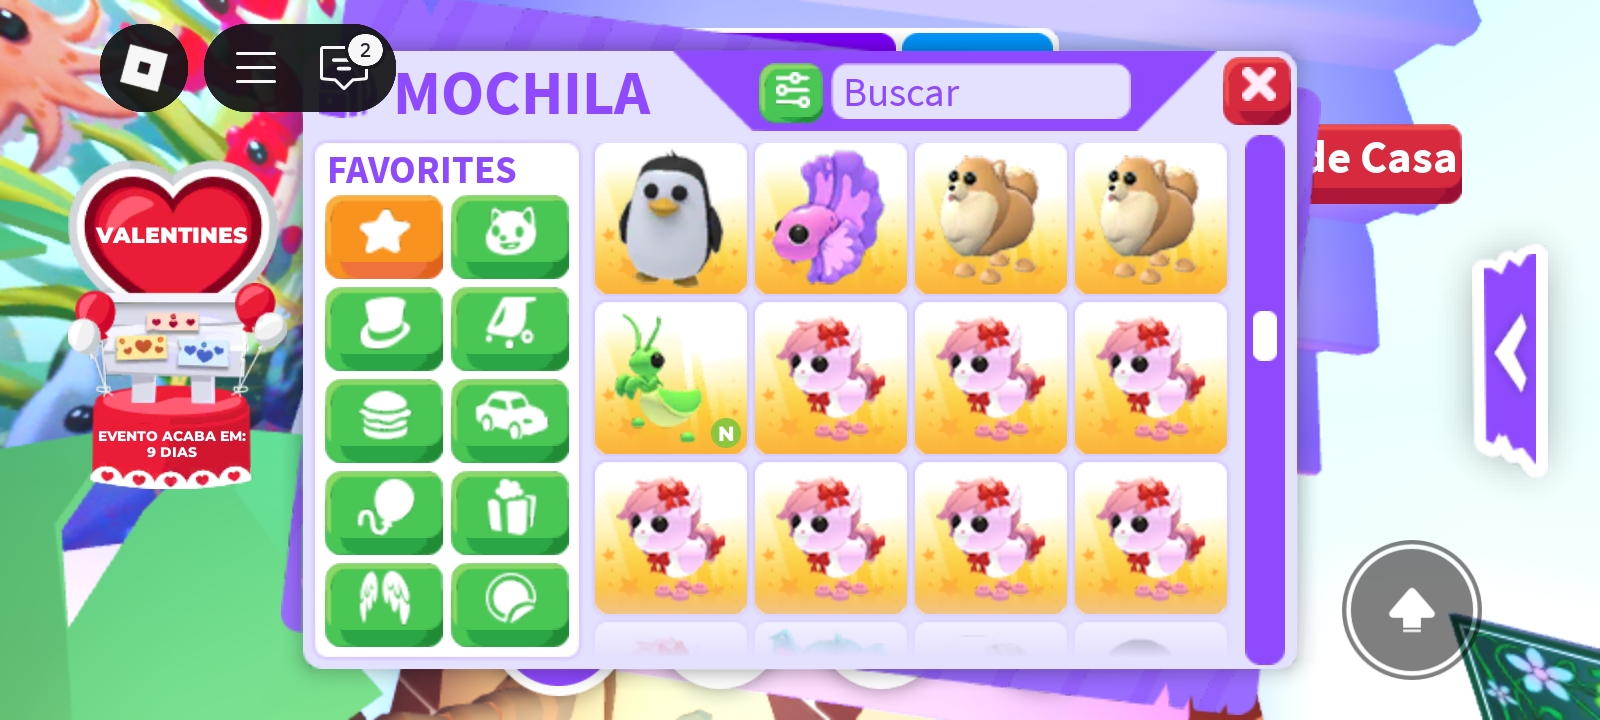 2
MOCHILA
Buscar
FAVORITES
de Casa
VALENTINES
EVENTO ACABA EM:
9 DIAS
N